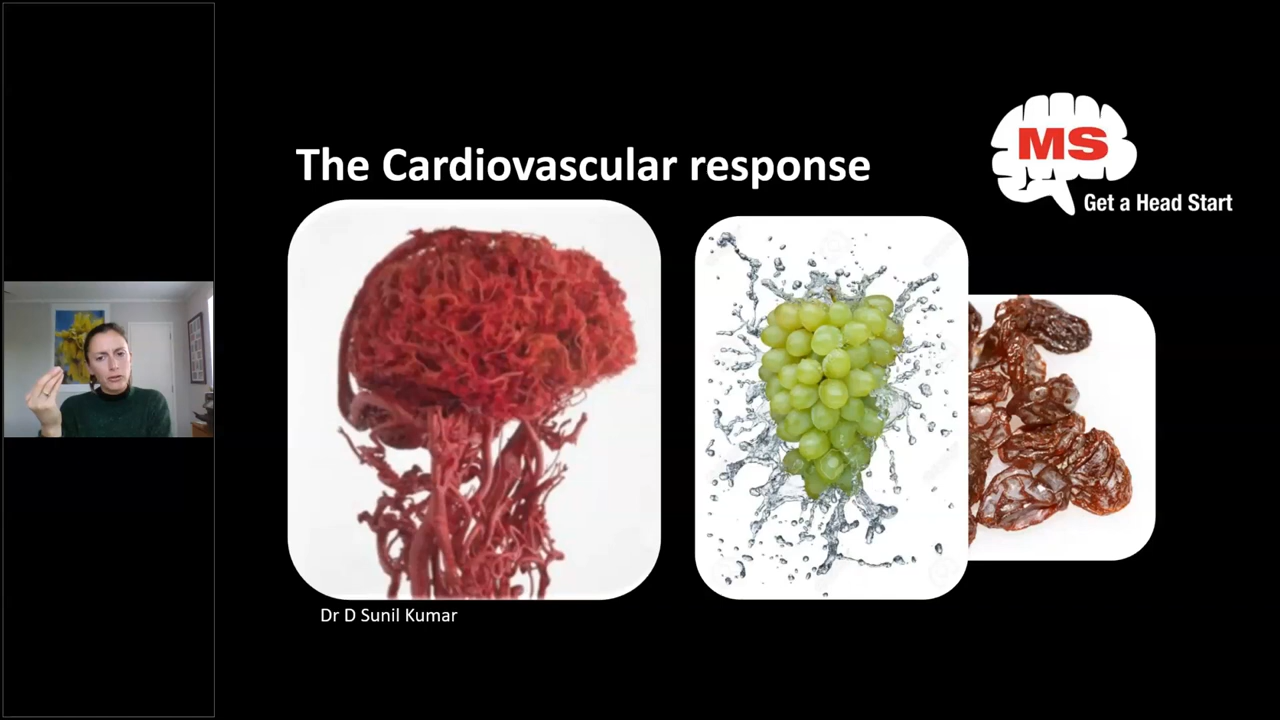 The Cardiovascular response
MS
Get a Head Start
Dr D Sunil Kumar